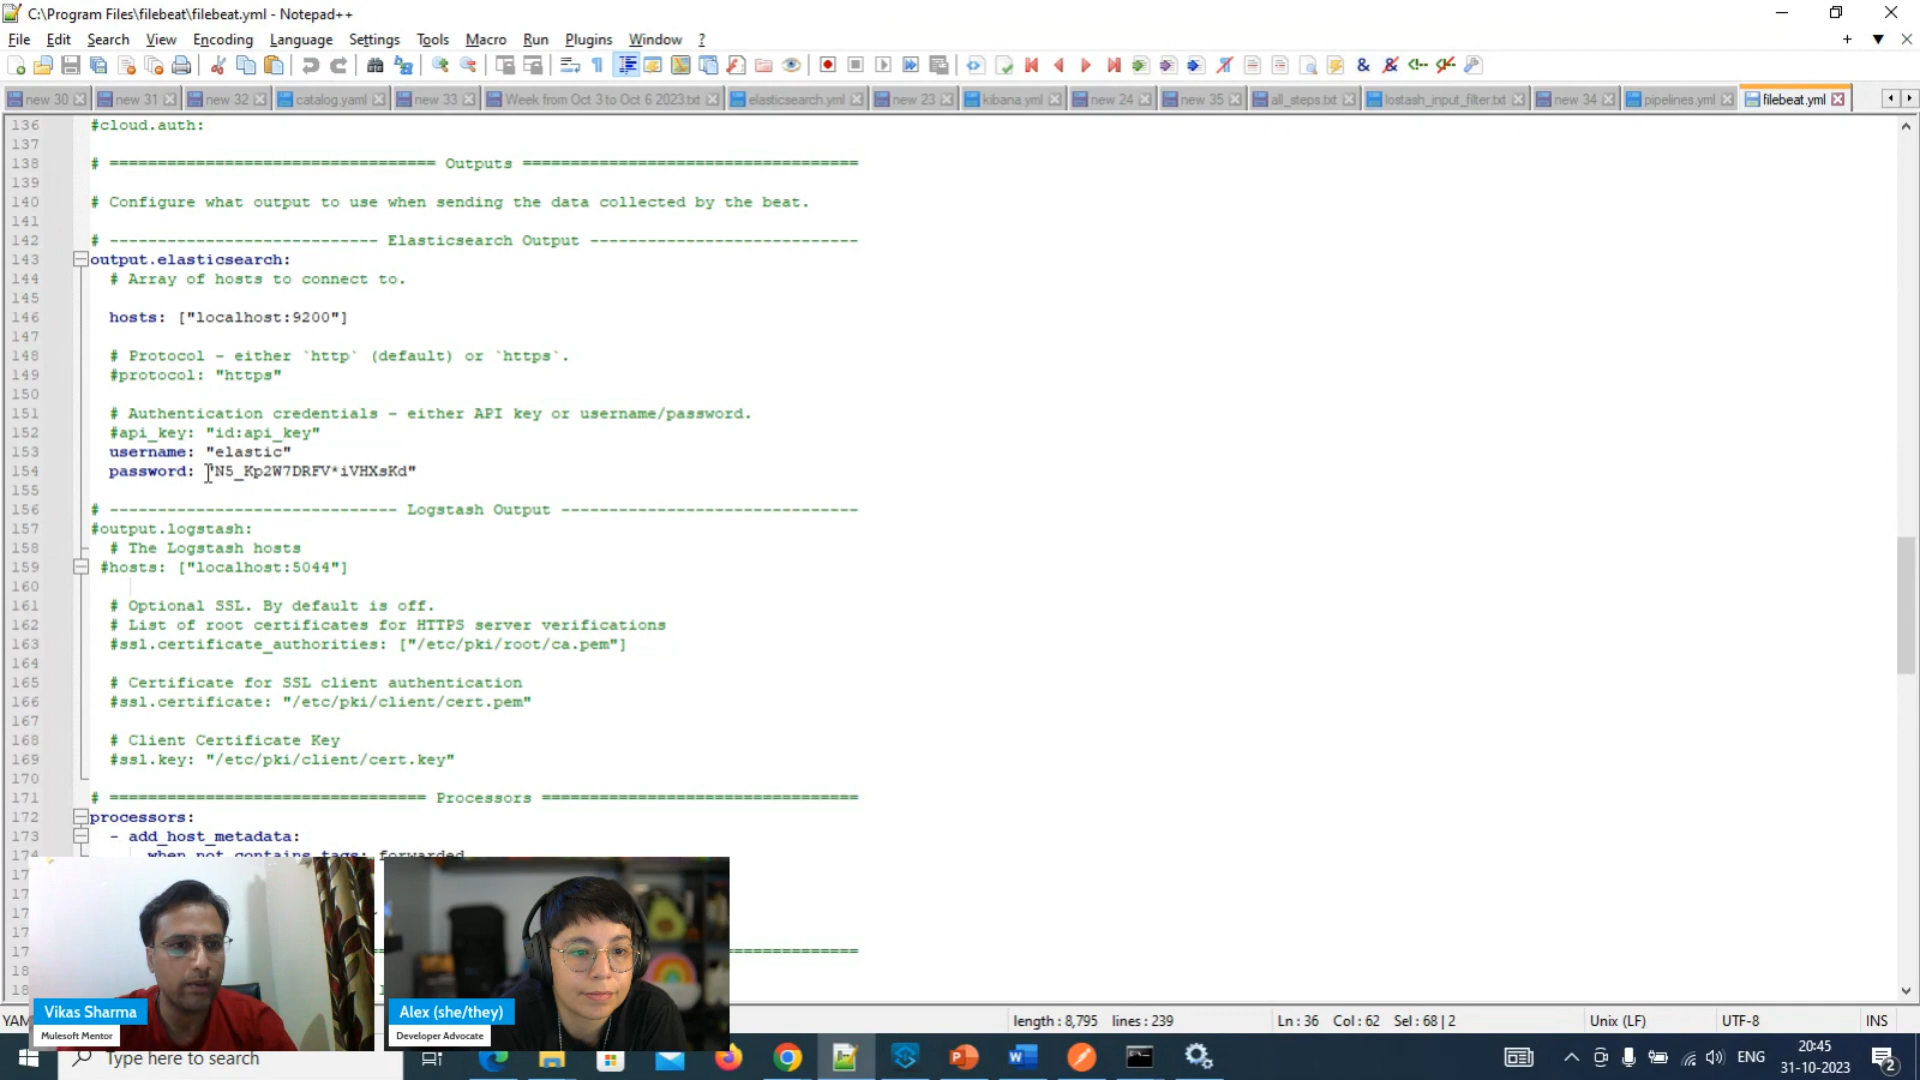 C:\Program Files\filebeat\filebeat.yml - Notepad++
File Edit Search View Encoding Language Settings Tools Macro Run Plugins Window ?
new 30 new 31 new 32 catalog.yaml new 33 Week from Oct 3 to Oct 6 2023.txt elasticsearch.yml new 23 kibana.yml new 24 new 35 all_steps.txt lostash_input_filter.txt new 34 pipelines.yml filebeat.yml
136 #cloud.auth:
137
138 # ================================== Outputs ===================================
139
140 # Configure what output to use when sending the data collected by the beat.
141
142 # ---------------------------- Elasticsearch Output ----------------------------
143 output.elasticsearch:
144 # Array of hosts to connect to.
145
146 hosts: ["localhost:9200"]
147
148 # Protocol - either `http` (default) or `https`.
149 #protocol: "https"
150
151 # Authentication credentials - either API key or username/password.
152 #api_key: "id:api_key"
153 username: "elastic"
154 password: "N5_Kp2W7DRFV*iVHXsKd"
155
156 # ------------------------------ Logstash Output -------------------------------
157 #output.logstash:
158 # The Logstash hosts
159 #hosts: ["localhost:5044"]
160
161 # Optional SSL. By default is off.
162 # List of root certificates for HTTPS server verifications
163 #ssl.certificate_authorities: ["/etc/pki/root/ca.pem"]
164
165 # Certificate for SSL client authentication
166 #ssl.certificate: "/etc/pki/client/cert.pem"
167
168 # Client Certificate Key
169 #ssl.key: "/etc/pki/client/cert.key"
170
171 # ================================= Processors =================================
172 processors:
173 - add_host_metadata:
174 when.not.contains.tags: forwarded
Vikas Sharma
Mulesoft Mentor
Alex (she/they)
Developer Advocate
length : 8,795 lines : 239 Ln : 36 Col : 62 Sel : 68 | 2 Unix (LF) UTF-8 INS
Type here to search
ENG
20:45
31-10-2023
2